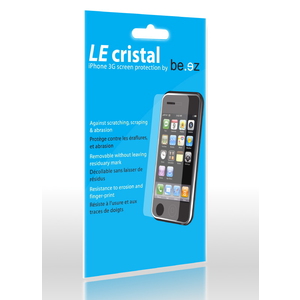 LE cristal
iPhone 3G screen protection by be.ez
Against scratching, scraping
& abrasion
Protège contre les éraflures
et abrasion
Removable without leaving
residuary mark
Décollable sans laisser de
résidus
Resistance to erosion and
finger-print
Résiste a l'usure et aux
traces de doigts